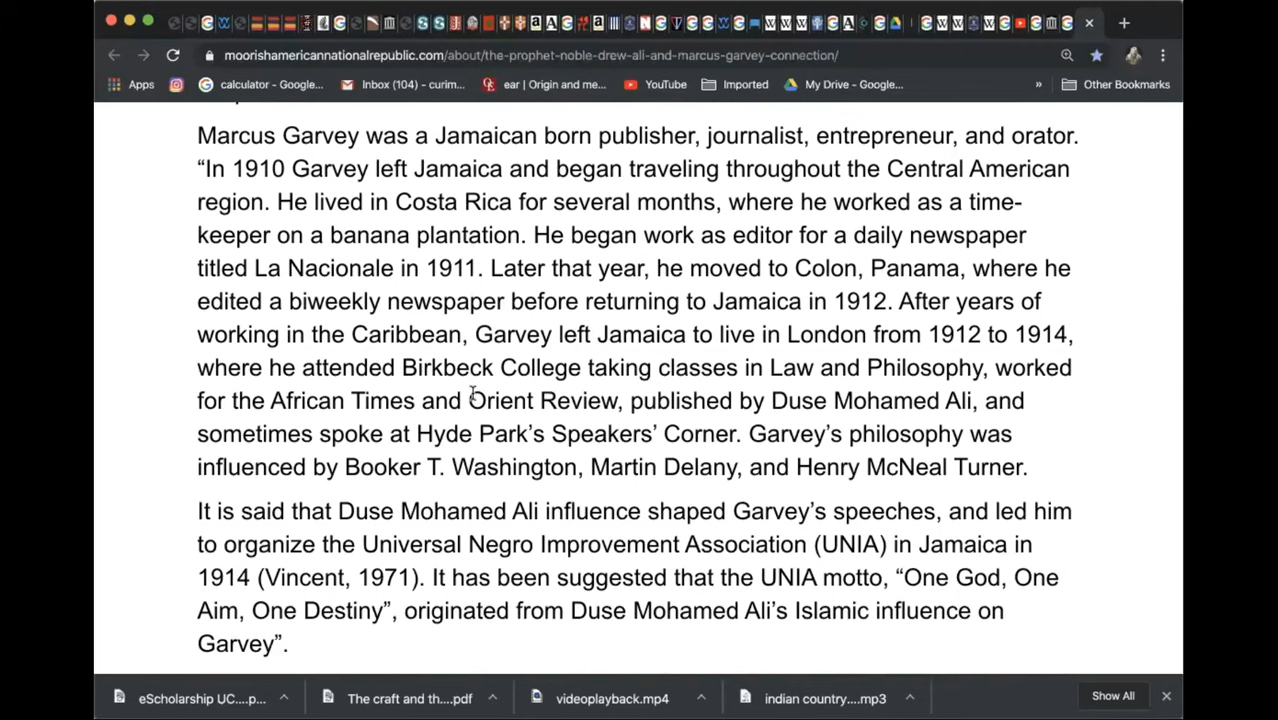 moorishamericannationalrepublic.com/about/the-prophet-noble-drew-ali-and-marcus-garvey-connection/
Apps calculator - Google... Inbox (104) – curim... ear | Origin and me... YouTube Imported My Drive - Google... » Other Bookmarks
Marcus Garvey was a Jamaican born publisher, journalist, entrepreneur, and orator.
“In 1910 Garvey left Jamaica and began traveling throughout the Central American
region. He lived in Costa Rica for several months, where he worked as a time-
keeper on a banana plantation. He began work as editor for a daily newspaper
titled La Nacionale in 1911. Later that year, he moved to Colon, Panama, where he
edited a biweekly newspaper before returning to Jamaica in 1912. After years of
working in the Caribbean, Garvey left Jamaica to live in London from 1912 to 1914,
where he attended Birkbeck College taking classes in Law and Philosophy, worked
for the African Times and Orient Review, published by Duse Mohamed Ali, and
sometimes spoke at Hyde Park’s Speakers’ Corner. Garvey’s philosophy was
influenced by Booker T. Washington, Martin Delany, and Henry McNeal Turner.
It is said that Duse Mohamed Ali influence shaped Garvey’s speeches, and led him
to organize the Universal Negro Improvement Association (UNIA) in Jamaica in
1914 (Vincent, 1971). It has been suggested that the UNIA motto, “One God, One
Aim, One Destiny”, originated from Duse Mohamed Ali’s Islamic influence on
Garvey”.
eScholarship UC....p... The craft and th....pdf videoplayback.mp4 indian country....mp3 Show All